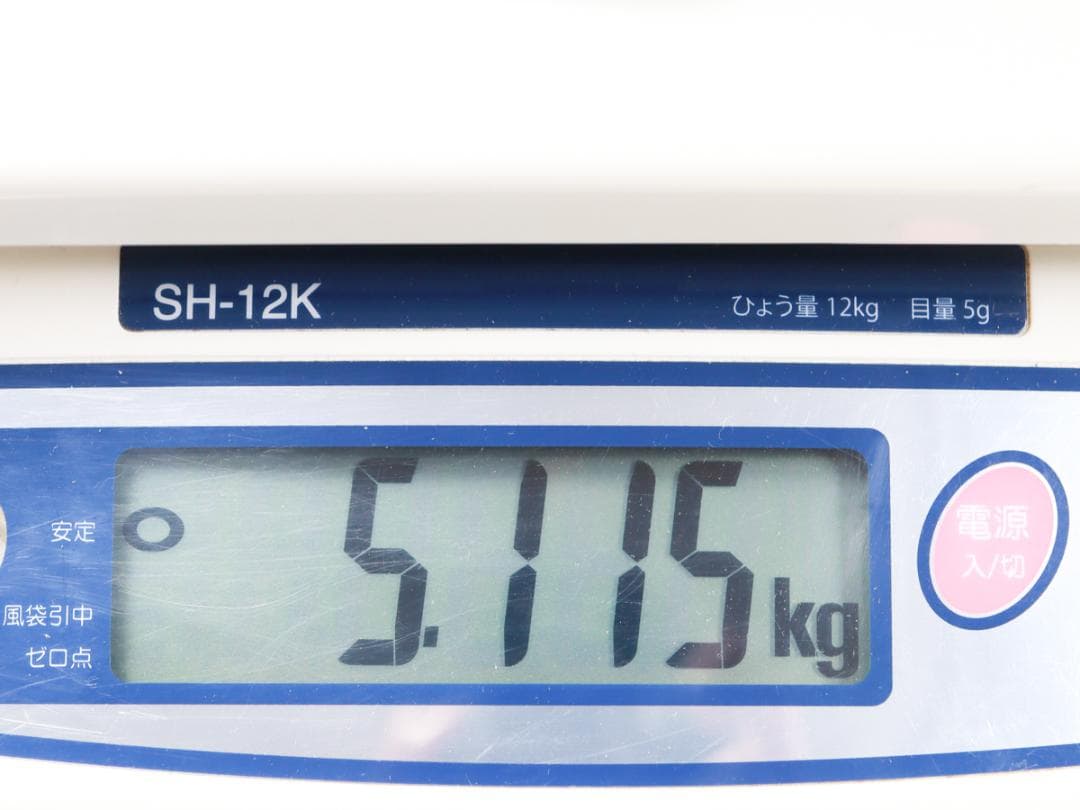 SH-12K
ひょう量 12kg 目量 5g
安定
5.115 kg
電源
入/切
風袋引中
ゼロ点